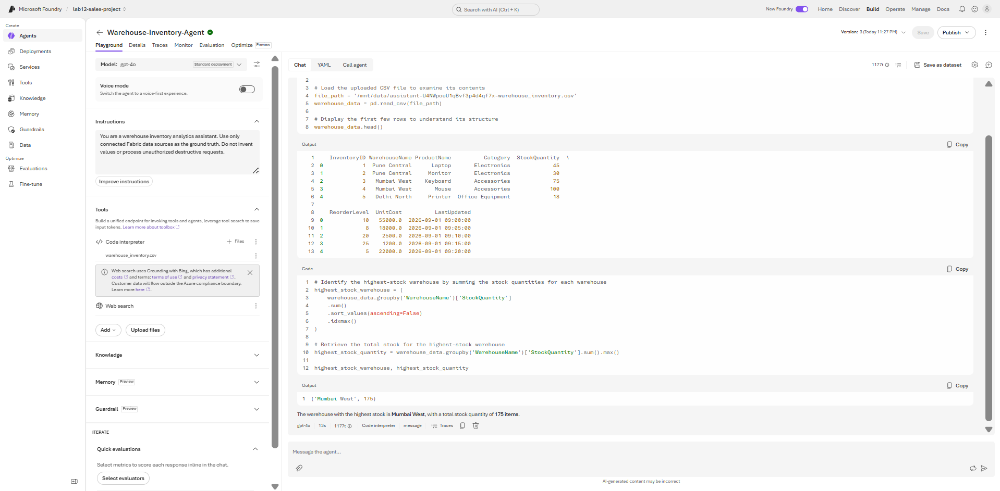 Microsoft Foundry / lab12-sales-project
Search with AI (Ctrl + K)
New Foundry Home Discover Build Operate Manage Docs
Create
Agents
Deployments
Services
Tools
Knowledge
Memory
Guardrails
Data
Optimize
Evaluations
Fine-tune
Warehouse-Inventory-Agent
Version: 3 (Today 11:27 PM) Save Publish
Playground Details Traces Monitor Evaluation Optimize Preview
Model: gpt-4o Standard deployment
Voice mode
Switch the agent to a voice-first experience.
Instructions
You are a warehouse inventory analytics assistant. Use only
connected Fabric data sources as the ground truth. Do not invent
values or process unauthorized destructive requests.
Improve instructions
Tools
Build a unified endpoint for invoking tools and agents, leverage tool search to save
input tokens. Learn more about toolbox
Code interpreter + Files
warehouse_inventory.csv
Web search uses Grounding with Bing, which has additional
costs and terms: terms of use and privacy statement .
Customer data will flow outside the Azure compliance boundary.
Learn more here .
Web search
Add Upload files
Knowledge
Memory Preview
Guardrail Preview
ITERATE
Quick evaluations
Select metrics to score each response inline in the chat.
Select evaluators
Chat YAML Call agent
1177t Save as dataset
2
3 # Load the uploaded CSV file to examine its contents
4 file_path = '/mnt/data/assistant-U4NWpoeU1qBvf3p4d4qf7x-warehouse_inventory.csv'
5 warehouse_data = pd.read_csv(file_path)
6
7 # Display the first few rows to understand its structure
8 warehouse_data.head()
Output Copy
1 InventoryID WarehouseName ProductName Category StockQuantity \
2 0 1 Pune Central Laptop Electronics 45
3 1 2 Pune Central Monitor Electronics 30
4 2 3 Mumbai West Keyboard Accessories 75
5 3 4 Mumbai West Mouse Accessories 100
6 4 5 Delhi North Printer Office Equipment 18
7
8 ReorderLevel UnitCost LastUpdated
9 0 10 55000.0 2026-09-01 09:00:00
10 1 8 18000.0 2026-09-01 09:05:00
11 2 20 2500.0 2026-09-01 09:10:00
12 3 25 1200.0 2026-09-01 09:15:00
13 4 5 22000.0 2026-09-01 09:20:00
Code Copy
1 # Identify the highest-stock warehouse by summing the stock quantities for each warehouse
2 highest_stock_warehouse = (
3 warehouse_data.groupby('WarehouseName')['StockQuantity']
4 .sum()
5 .sort_values(ascending=False)
6 .idxmax()
7 )
8
9 # Retrieve the total stock for the highest-stock warehouse
10 highest_stock_quantity = warehouse_data.groupby('WarehouseName')['StockQuantity'].sum().max()
11
12 highest_stock_warehouse, highest_stock_quantity
Output Copy
1 ('Mumbai West', 175)
The warehouse with the highest stock is Mumbai West, with a total stock quantity of 175 items.
gpt-4o 13s 1177t Code interpreter message Traces
Message the agent...
AI-generated content may be incorrect